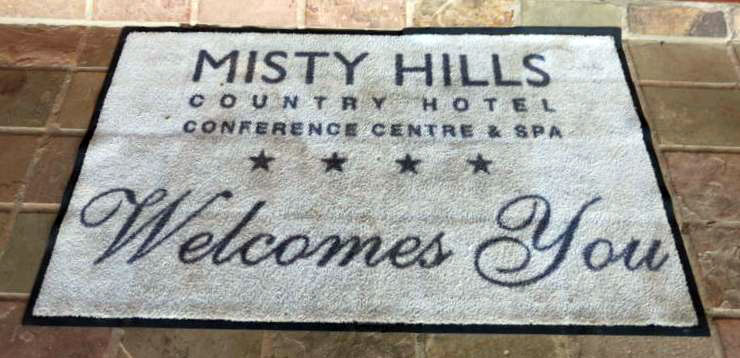 MISTY HILLS
COUNTRY HOTEL
CONFERENCE CENTRE & SPA
★ ★ ★ ★
Welcomes You